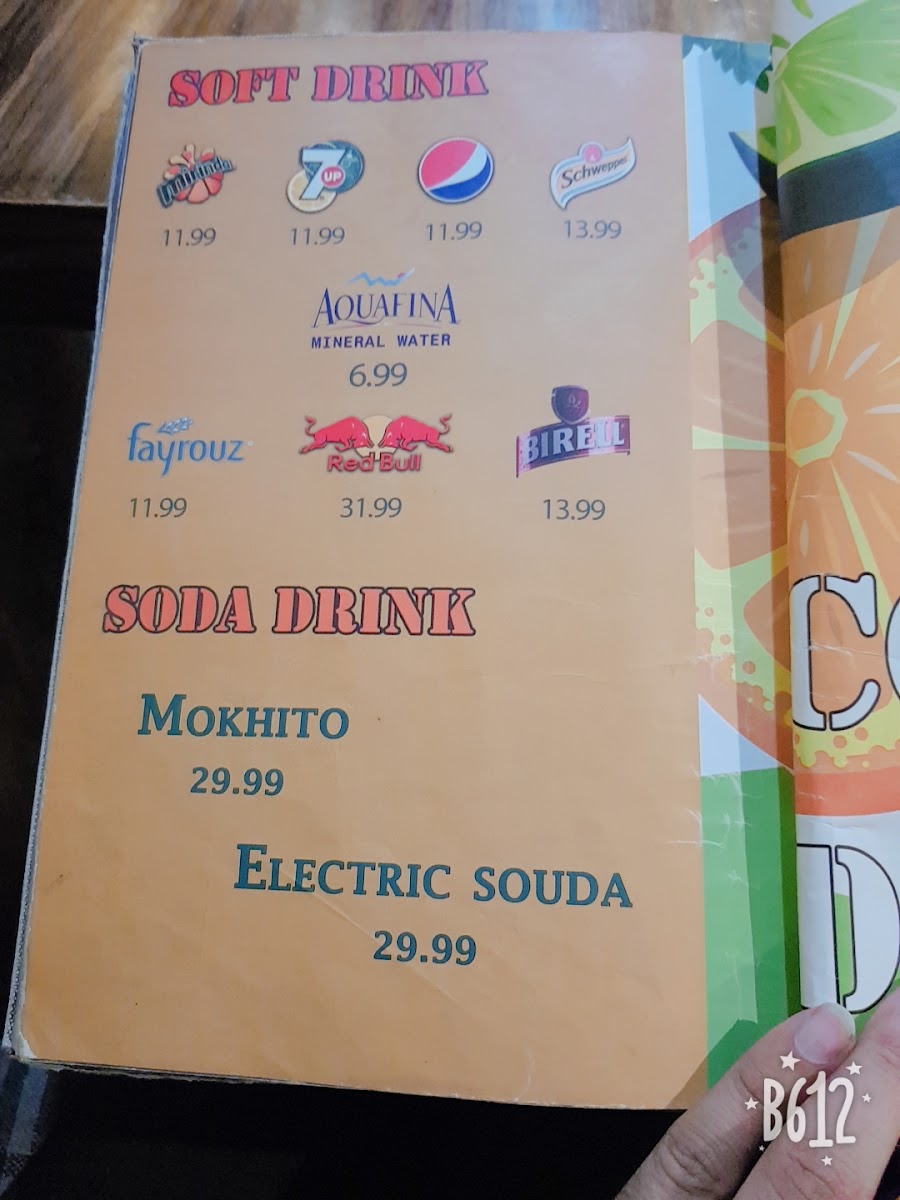 SOFT DRINK
Mirinda 7UP Schweppes
11.99 11.99 11.99 13.99
AQUAFINA
MINERAL WATER
6.99
fayrouz Red Bull BIRELL
11.99 31.99 13.99
SODA DRINK
MOKHITO
29.99
ELECTRIC SOUDA
29.99
C
D
B612